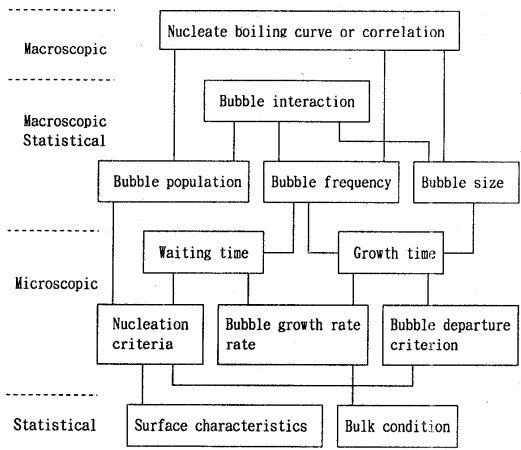 Nucleate boiling curve or correlation
Macroscopic
Bubble interaction
Macroscopic
Statistical
Bubble population
Bubble frequency
Bubble size
Waiting time
Growth time
Microscopic
Nucleation
criteria
Bubble growth rate
rate
Bubble departure
criterion
Statistical
Surface characteristics
Bulk condition